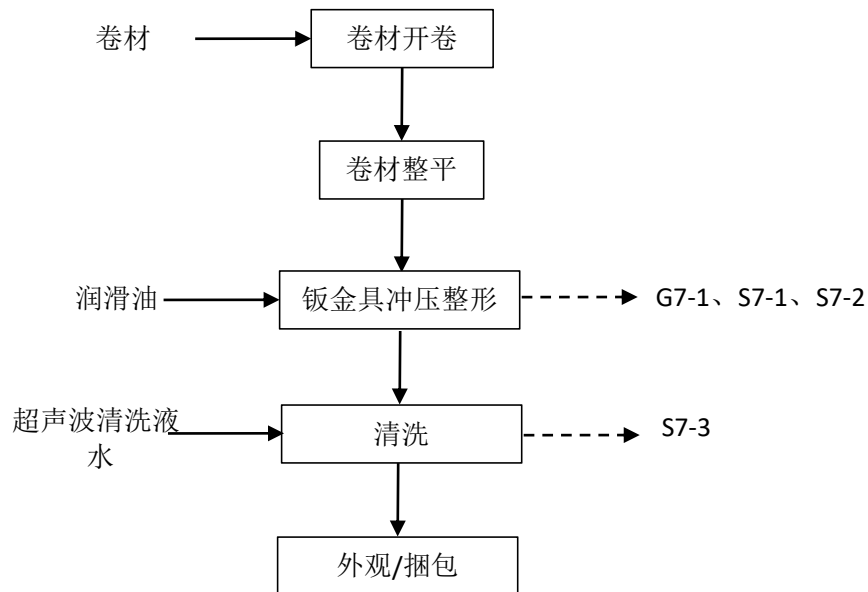 卷材
卷材开卷
卷材整平
润滑油
钣金具冲压整形
G7-1、S7-1、S7-2
超声波清洗液
水
清洗
S7-3
外观/捆包